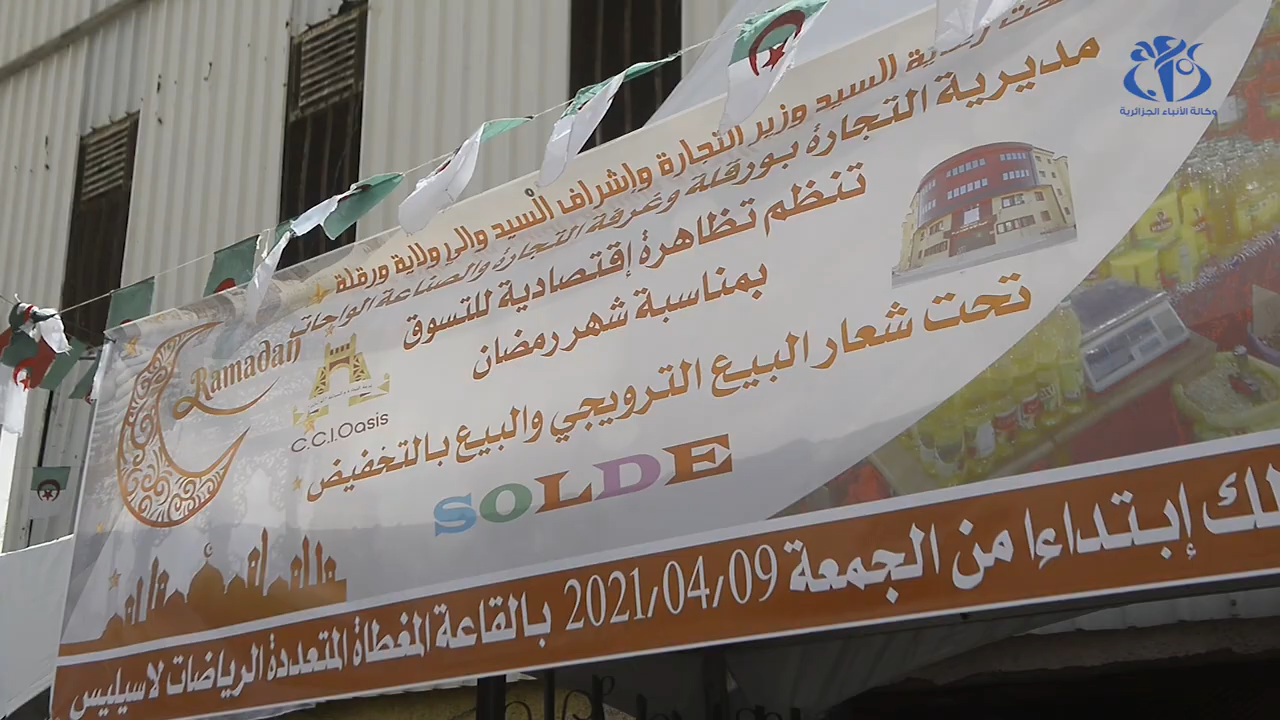 وكالة الأنباء الجزائرية
السيد وزير التجارة وإشراف السيد والي ولاية ورقلة
مديرية التجارة بورقلة وغرفة التجارة والصناعة الواحات
تنظم تظاهرة إقتصادية للتسوق
بمناسبة شهر رمضان
تحت شعار البيع الترويجي والبيع بالتخفيض
SOLDE
Ramadan
C.C.I.Oasis
إبتداءا من الجمعة 2021/04/09 بالقاعة المغطاة المتعددة الرياضات لاسيليس